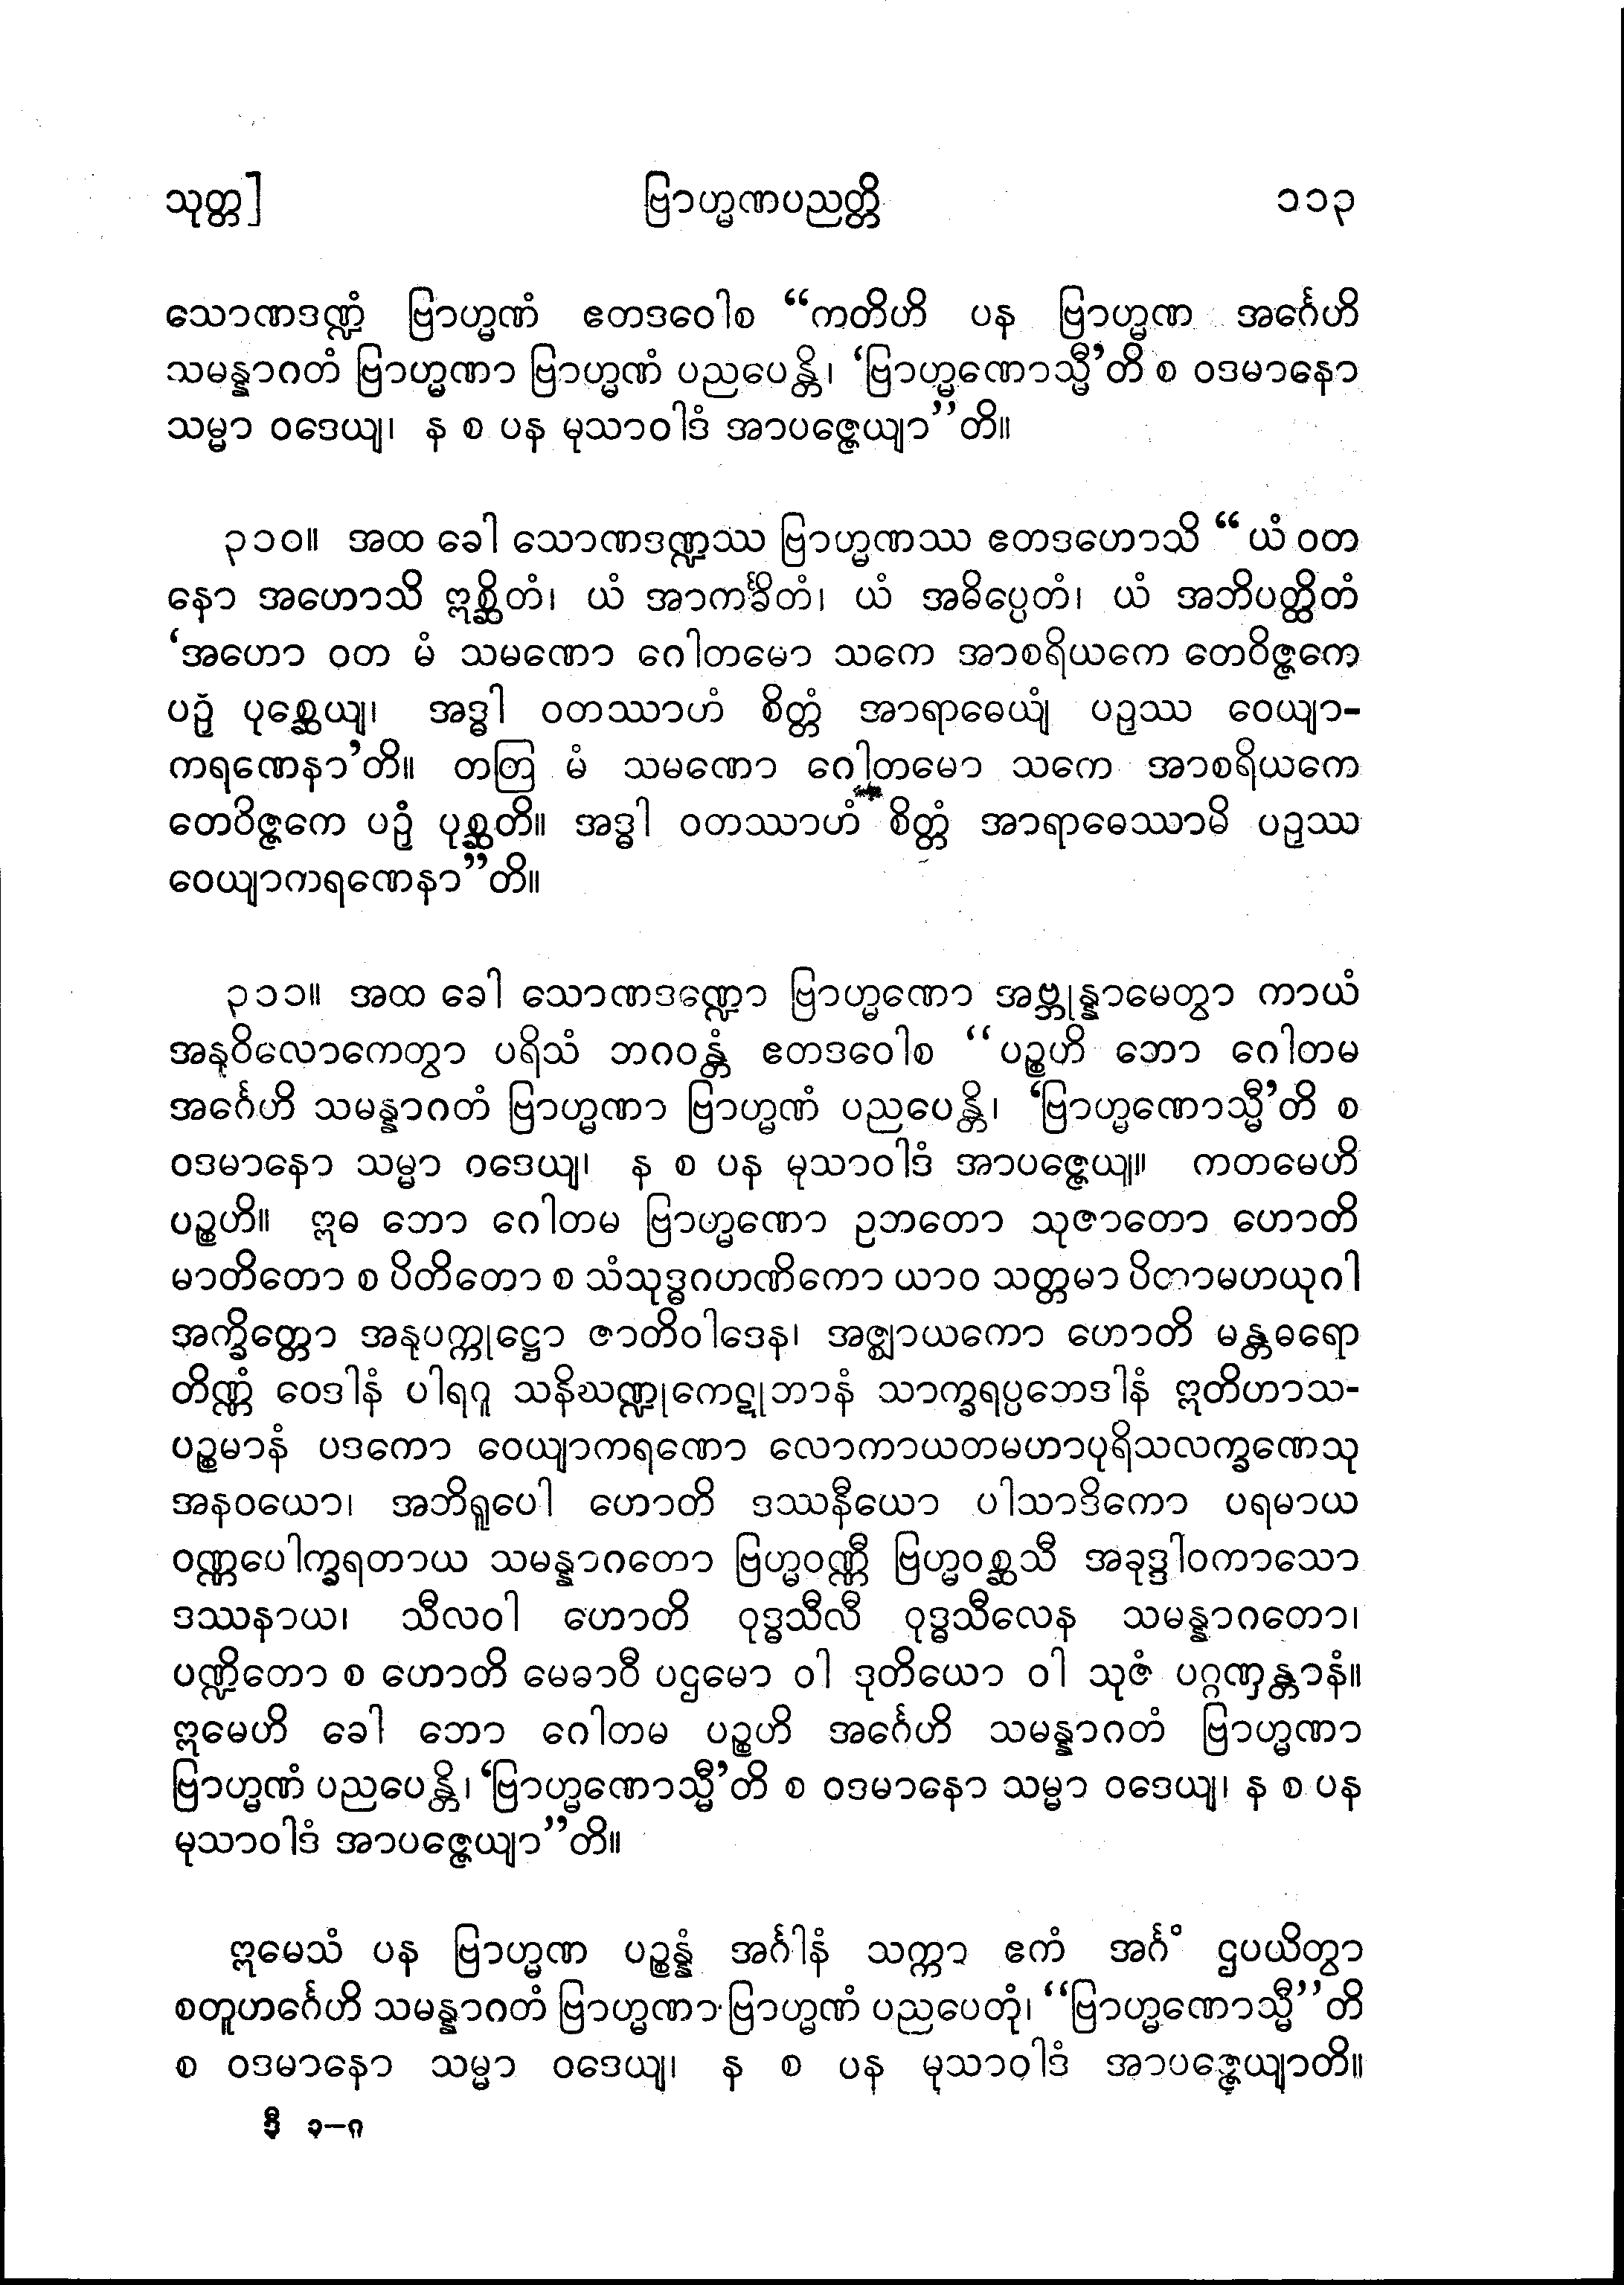 သုတ္တ]	ဗြာဟ္မဏပညတ္တိ	၁၁၃
သောဏဒဏ္ဍံ ဗြာဟ္မဏံ ဧတဒဝေါစ “ကတိဟိ ပန ဗြာဟ္မဏ အင်္ဂေဟိ
သမန္နာဂတံ ဗြာဟ္မဏာ ဗြာဟ္မဏံ ပညပေန္တိ၊ ‘ဗြာဟ္မဏောသ္မီ’တိ စ ဝဒမာနော
သမ္မာ ဝဒေယျ၊ န စ ပန မုသာဝါဒံ အာပဇ္ဇေယျာ”တိ။
၃၁၀။ အထ ခေါ သောဏဒဏ္ဍဿ ဗြာဟ္မဏဿ ဧတဒဟောသိ “ ယံ ဝတ
နော အဟောသိ ဣစ္ဆိတံ၊ ယံ အာကင်္ခိတံ၊ ယံ အဓိပ္ပေတံ၊ ယံ အဘိပတ္ထိတံ
‘အဟော ဝတ မံ သမဏော ဂေါတမော သကေ အာစရိယကေ တေဝိဇ္ဇကေ
ပဉှံ ပုစ္ဆေယျ၊ အဒ္ဓါ ဝတဿာဟံ စိတ္တံ အာရာဓေယျံ ပဉှဿ ဝေယျာ-
ကရဏေနာ’တိ။ တတြ မံ သမဏော ဂေါတမော သကေ အာစရိယကေ
တေဝိဇ္ဇကေ ပဉှံ ပုစ္ဆတိ။ အဒ္ဓါ ဝတဿာဟံ စိတ္တံ အာရာဓေဿာမိ ပဉှဿ
ဝေယျာကရဏေနာ”တိ။
၃၁၁။ အထ ခေါ သောဏဒဏ္ဍော ဗြာဟ္မဏော အဗ္ဘုန္နာမေတွာ ကာယံ
အနုဝိလောကေတွာ ပရိသံ ဘဂဝန္တံ ဧတဒဝေါစ “ ပဉ္စဟိ ဘော ဂေါတမ
အင်္ဂေဟိ သမန္နာဂတံ ဗြာဟ္မဏာ ဗြာဟ္မဏံ ပညပေန္တိ၊ ‘ဗြာဟ္မဏောသ္မီ’တိ စ
ဝဒမာနော သမ္မာ ဝဒေယျ၊ န စ ပန မုသာဝါဒံ အာပဇ္ဇေယျ။ ကတမေဟိ
ပဉ္စဟိ။ ဣဓ ဘော ဂေါတမ ဗြာဟ္မဏော ဥဘတော သုဇာတော ဟောတိ
မာတိတော စ ပိတိတော စ သံသုဒ္ဓဂဟဏိကော ယာဝ သတ္တမာ ပိတာမဟယုဂါ
အက္ခိတ္တော အနုပက္ကုဋ္ဌော ဇာတိဝါဒေန၊ အဇ္ဈာယကော ဟောတိ မန္တဓရော
တိဏ္ဏံ ဝေဒါနံ ပါရဂူ သနိဃဏ္ဍုကေဋုဘာနံ သာက္ခရပ္ပဘေဒါနံ ဣတိဟာသ-
ပဉ္စမာနံ ပဒကော ဝေယျာကရဏော လောကာယတမဟာပုရိသလက္ခဏေသု
အနဝယော၊ အဘိရူပေါ ဟောတိ ဒဿနီယော ပါသာဒိကော ပရမာယ
ဝဏ္ဏပေါက္ခရတာယ သမန္နာဂတော ဗြဟ္မဝဏ္ဏီ ဗြဟ္မဝစ္ဆသီ အခုဒ္ဒါဝကာသော
ဒဿနာယ၊ သီလဝါ ဟောတိ ဝုဒ္ဓသီလီ ဝုဒ္ဓသီလေန သမန္နာဂတော၊
ပဏ္ဍိတော စ ဟောတိ မေဓာဝီ ပဌမော ဝါ ဒုတိယော ဝါ သုဇံ ပဂ္ဂဏှန္တာနံ။
ဣမေဟိ ခေါ ဘော ဂေါတမ ပဉ္စဟိ အင်္ဂေဟိ သမန္နာဂတံ ဗြာဟ္မဏာ
ဗြာဟ္မဏံ ပညပေန္တိ၊ ‘ဗြာဟ္မဏောသ္မီ’တိ စ ဝဒမာနော သမ္မာ ဝဒေယျ၊ န စ ပန
မုသာဝါဒံ အာပဇ္ဇေယျာ”တိ။
ဣမေသံ ပန ဗြာဟ္မဏ ပဉ္စန္နံ အင်္ဂါနံ သက္ကာ ဧကံ အင်္ဂံ ဌပယိတွာ
စတူဟင်္ဂေဟိ သမန္နာဂတံ ဗြာဟ္မဏာ ဗြာဟ္မဏံ ပညပေတုံ၊ “ဗြာဟ္မဏောသ္မီ”တိ
စ ဝဒမာနော သမ္မာ ဝဒေယျ၊ န စ ပန မုသာဝါဒံ အာပဇ္ဇေယျာတိ။
ဒီ ၁–ဂ